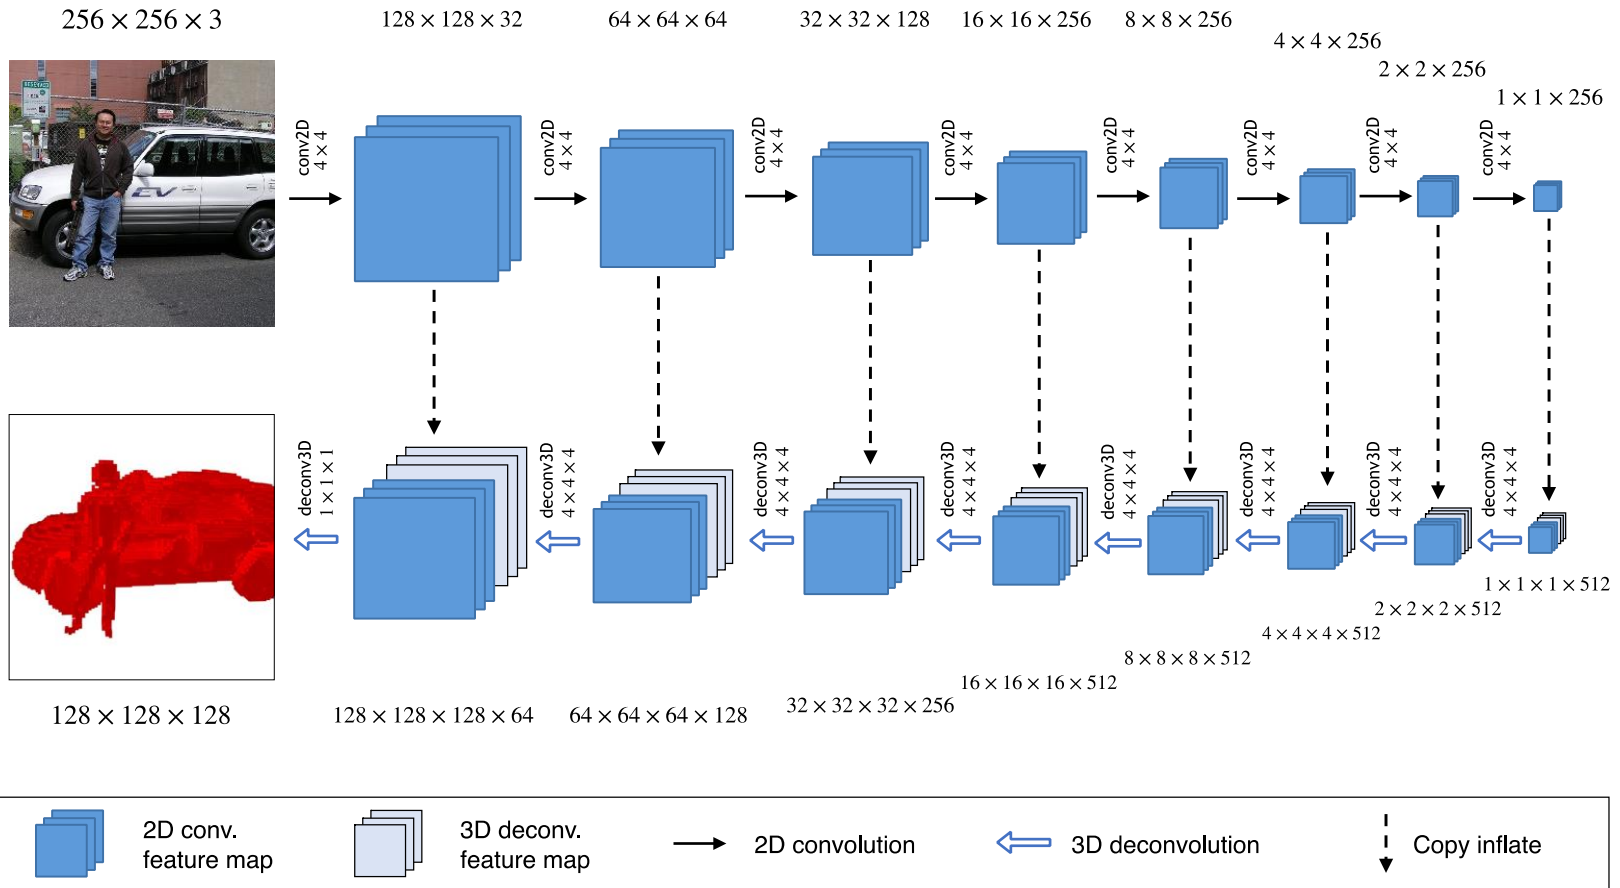 256 × 256 × 3
128 × 128 × 32
64 × 64 × 64
32 × 32 × 128
16 × 16 × 256
8 × 8 × 256
4 × 4 × 256
2 × 2 × 256
1 × 1 × 256
RESERVED
EV
conv2D
4 × 4
conv2D
4 × 4
conv2D
4 × 4
conv2D
4 × 4
conv2D
4 × 4
conv2D
4 × 4
conv2D
4 × 4
conv2D
4 × 4
deconv3D
1 × 1 × 1
deconv3D
4 × 4 × 4
deconv3D
4 × 4 × 4
deconv3D
4 × 4 × 4
deconv3D
4 × 4 × 4
deconv3D
4 × 4 × 4
deconv3D
4 × 4 × 4
deconv3D
4 × 4 × 4
1 × 1 × 1 × 512
2 × 2 × 2 × 512
4 × 4 × 4 × 512
8 × 8 × 8 × 512
16 × 16 × 16 × 512
32 × 32 × 32 × 256
64 × 64 × 64 × 128
128 × 128 × 128 × 64
128 × 128 × 128
2D conv.
feature map
3D deconv.
feature map
2D convolution
3D deconvolution
Copy inflate